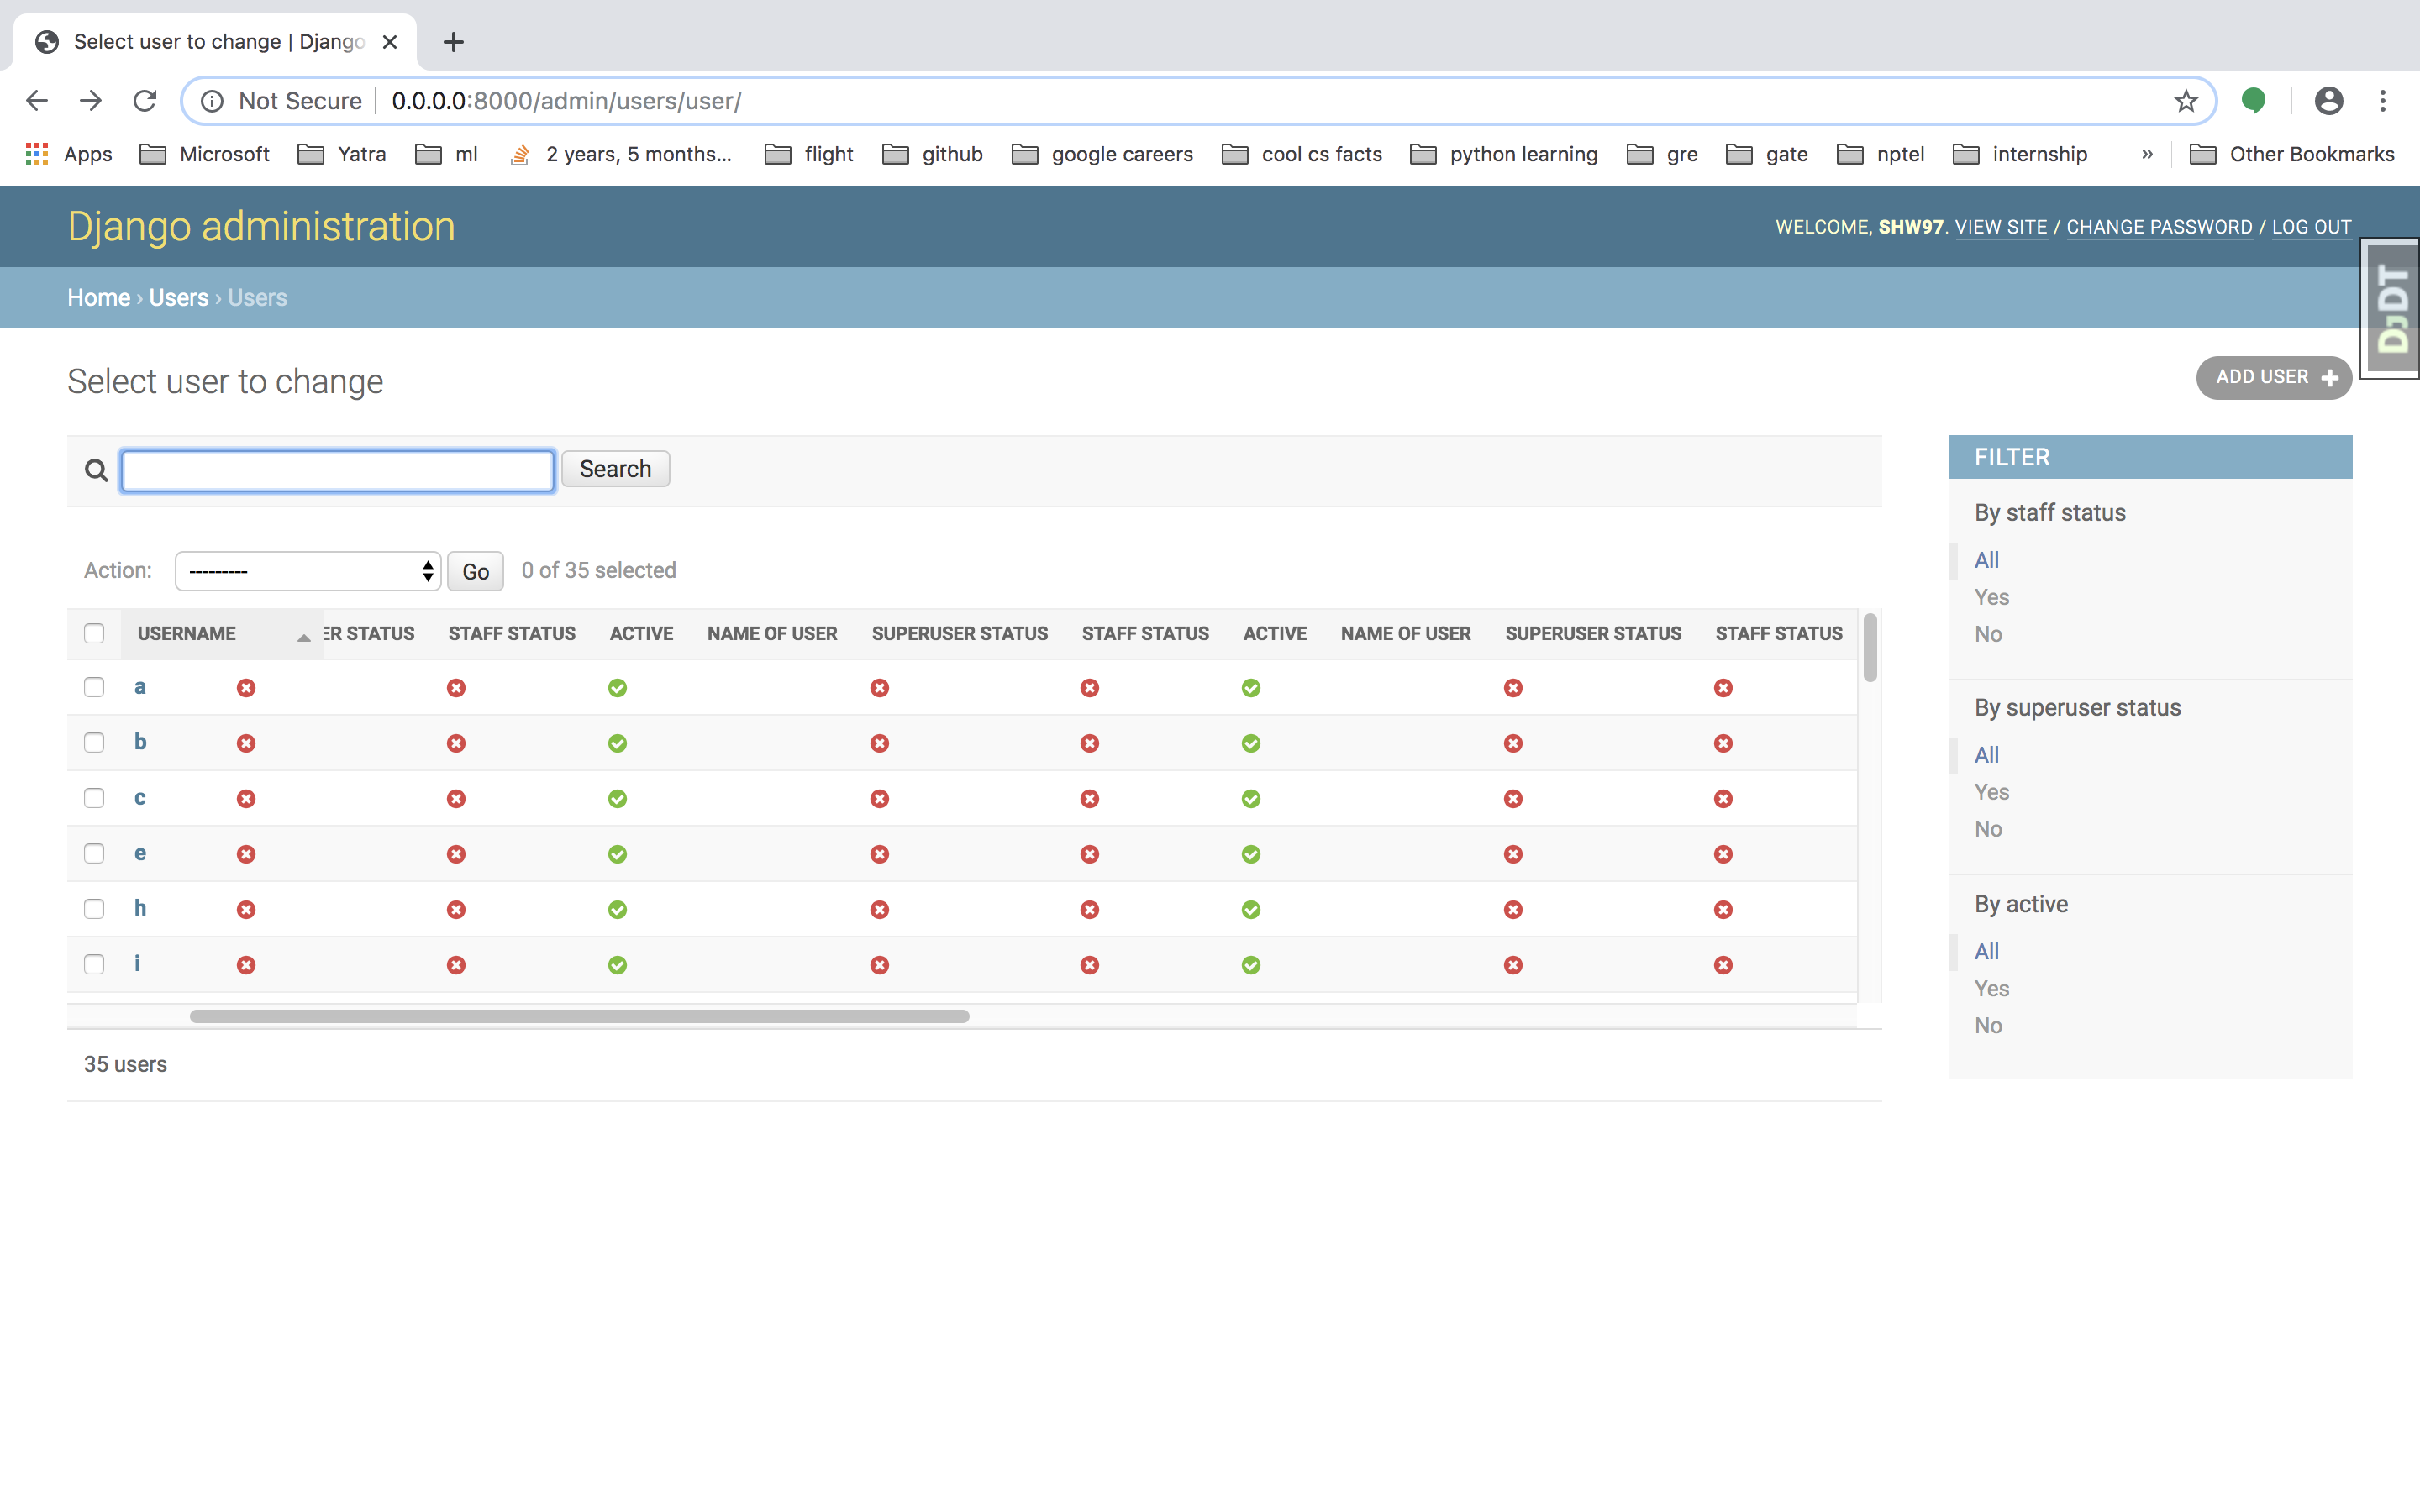 Select user to change | Django
Not Secure 0.0.0.0:8000/admin/users/user/
Apps Microsoft Yatra ml 2 years, 5 months... flight github google careers cool cs facts python learning gre gate nptel internship » Other Bookmarks
Django administration
WELCOME, SHW97. VIEW SITE / CHANGE PASSWORD / LOG OUT
DJDT
Home › Users › Users
Select user to change
ADD USER +
Search
Action: --------- Go 0 of 35 selected
USERNAME ER STATUS STAFF STATUS ACTIVE NAME OF USER SUPERUSER STATUS STAFF STATUS ACTIVE NAME OF USER SUPERUSER STATUS STAFF STATUS
a
b
c
e
h
i
35 users
FILTER
By staff status
All
Yes
No
By superuser status
All
Yes
No
By active
All
Yes
No